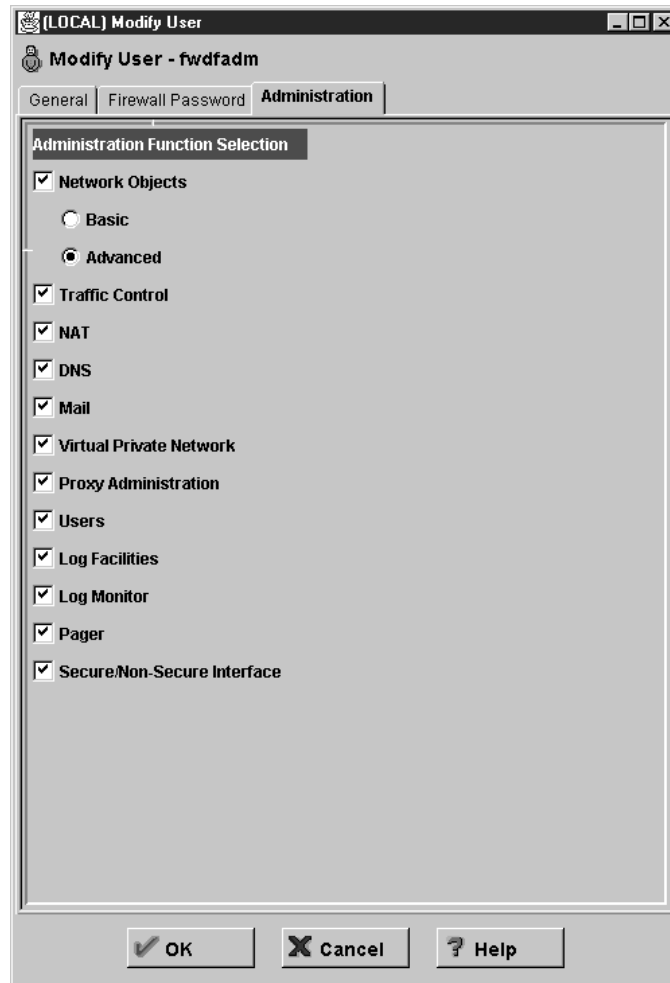 (LOCAL) Modify User
Modify User - fwdfadm
General
Firewall Password
Administration
Administration Function Selection
Network Objects
Basic
Advanced
Traffic Control
NAT
DNS
Mail
Virtual Private Network
Proxy Administration
Users
Log Facilities
Log Monitor
Pager
Secure/Non-Secure Interface
OK
Cancel
? Help